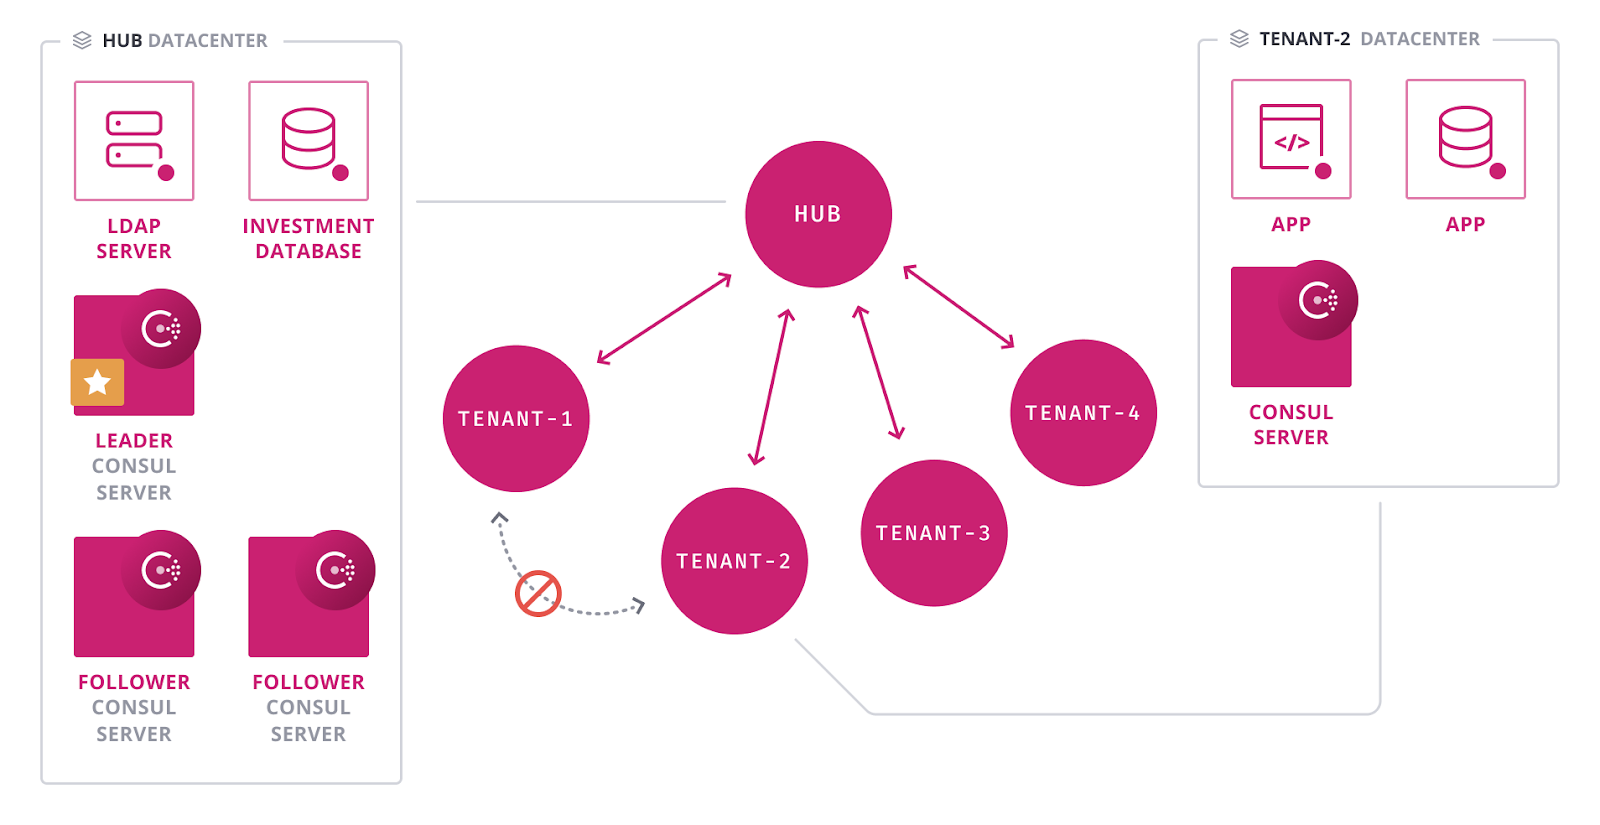 HUB DATACENTER
LDAP
SERVER
INVESTMENT
DATABASE
LEADER
CONSUL
SERVER
FOLLOWER
CONSUL
SERVER
FOLLOWER
CONSUL
SERVER
HUB
TENANT-1
TENANT-2
TENANT-3
TENANT-4
TENANT-2 DATACENTER
</>
APP
APP
CONSUL
SERVER